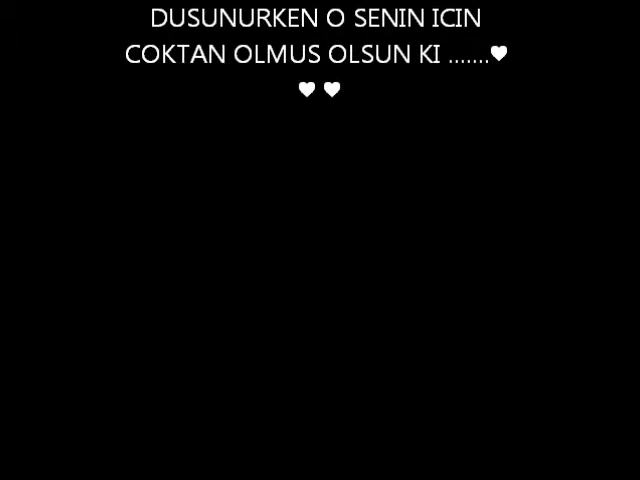 DUSUNURKEN O SENIN ICIN
COKTAN OLMUS OLSUN KI .......♥
♥ ♥